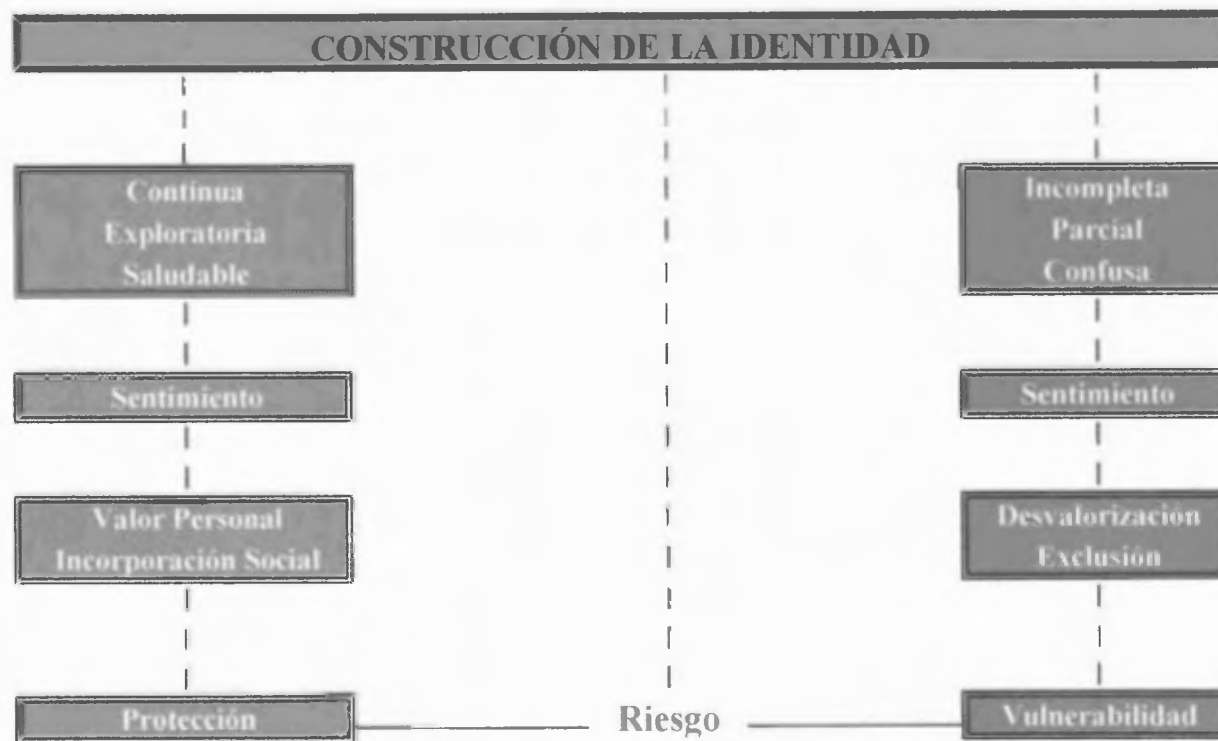 CONSTRUCCIÓN DE LA IDENTIDAD
Continua
Exploratoria
Saludable
Incompleta
Parcial
Confusa
Sentimiento
Sentimiento
Valor Personal
Incorporación Social
Desvalorización
Exclusión
Protección
Riesgo
Vulnerabilidad